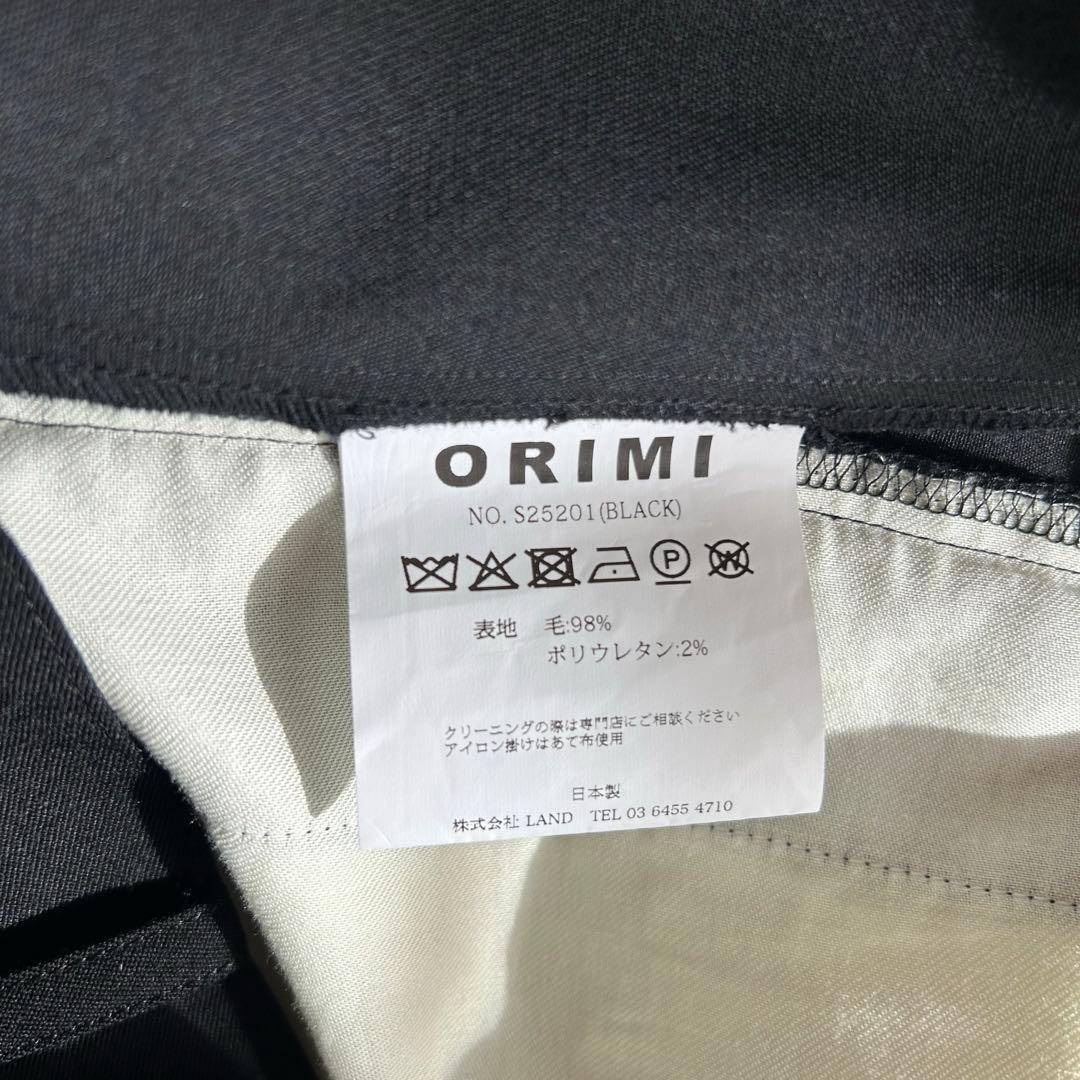 ORIMI
NO. S25201(BLACK)
P W
表地 毛:98%
ポリウレタン:2%
クリーニングの際は専門店にご相談ください
アイロン掛けはあて布使用
日本製
株式会社 LAND TEL 03 6455 4710